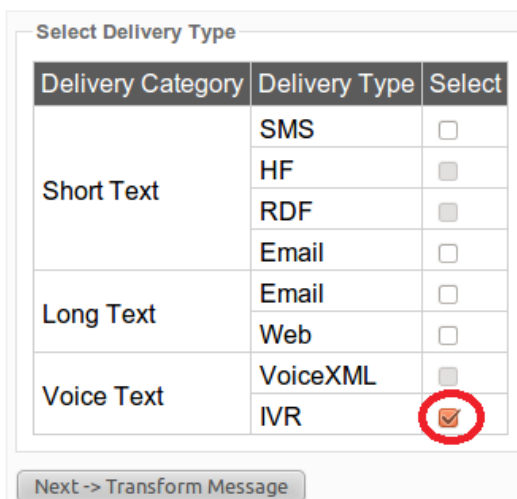 Select Delivery Type
Delivery Category Delivery Type Select
Short Text
SMS
HF
RDF
Email
Long Text
Email
Web
Voice Text
VoiceXML
IVR
Next -> Transform Message